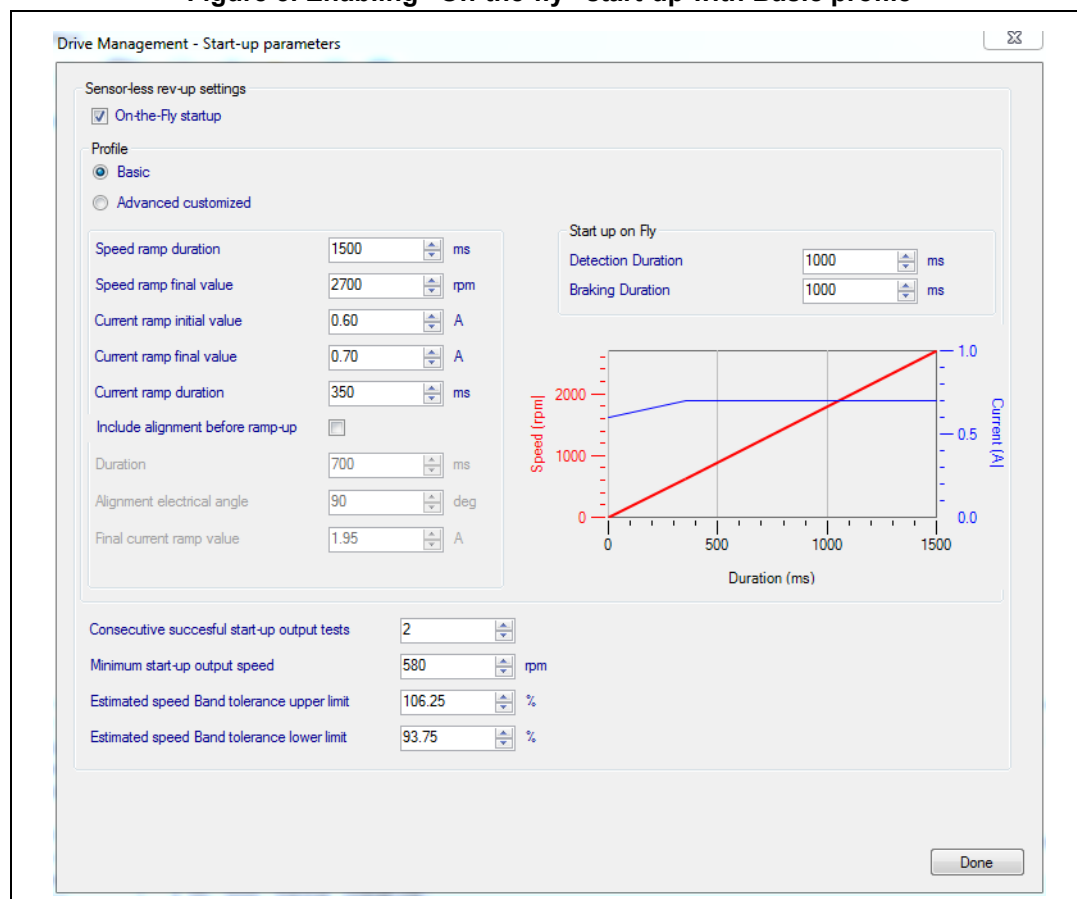 Drive Management - Start-up parameters
Sensor-less rev-up settings
On-the-Fly startup
Profile
Basic
Advanced customized
Speed ramp duration 1500 ms
Speed ramp final value 2700 rpm
Current ramp initial value 0.60 A
Current ramp final value 0.70 A
Current ramp duration 350 ms
Include alignment before ramp-up
Duration 700 ms
Alignment electrical angle 90 deg
Final current ramp value 1.95 A
Start up on Fly
Detection Duration 1000 ms
Braking Duration 1000 ms
Speed (rpm)
2000
1000
0
1.0
0.5
0.0
Current (A)
0 500 1000 1500
Duration (ms)
Consecutive succesful start-up output tests 2
Minimum start-up output speed 580 rpm
Estimated speed Band tolerance upper limit 106.25 %
Estimated speed Band tolerance lower limit 93.75 %
Done